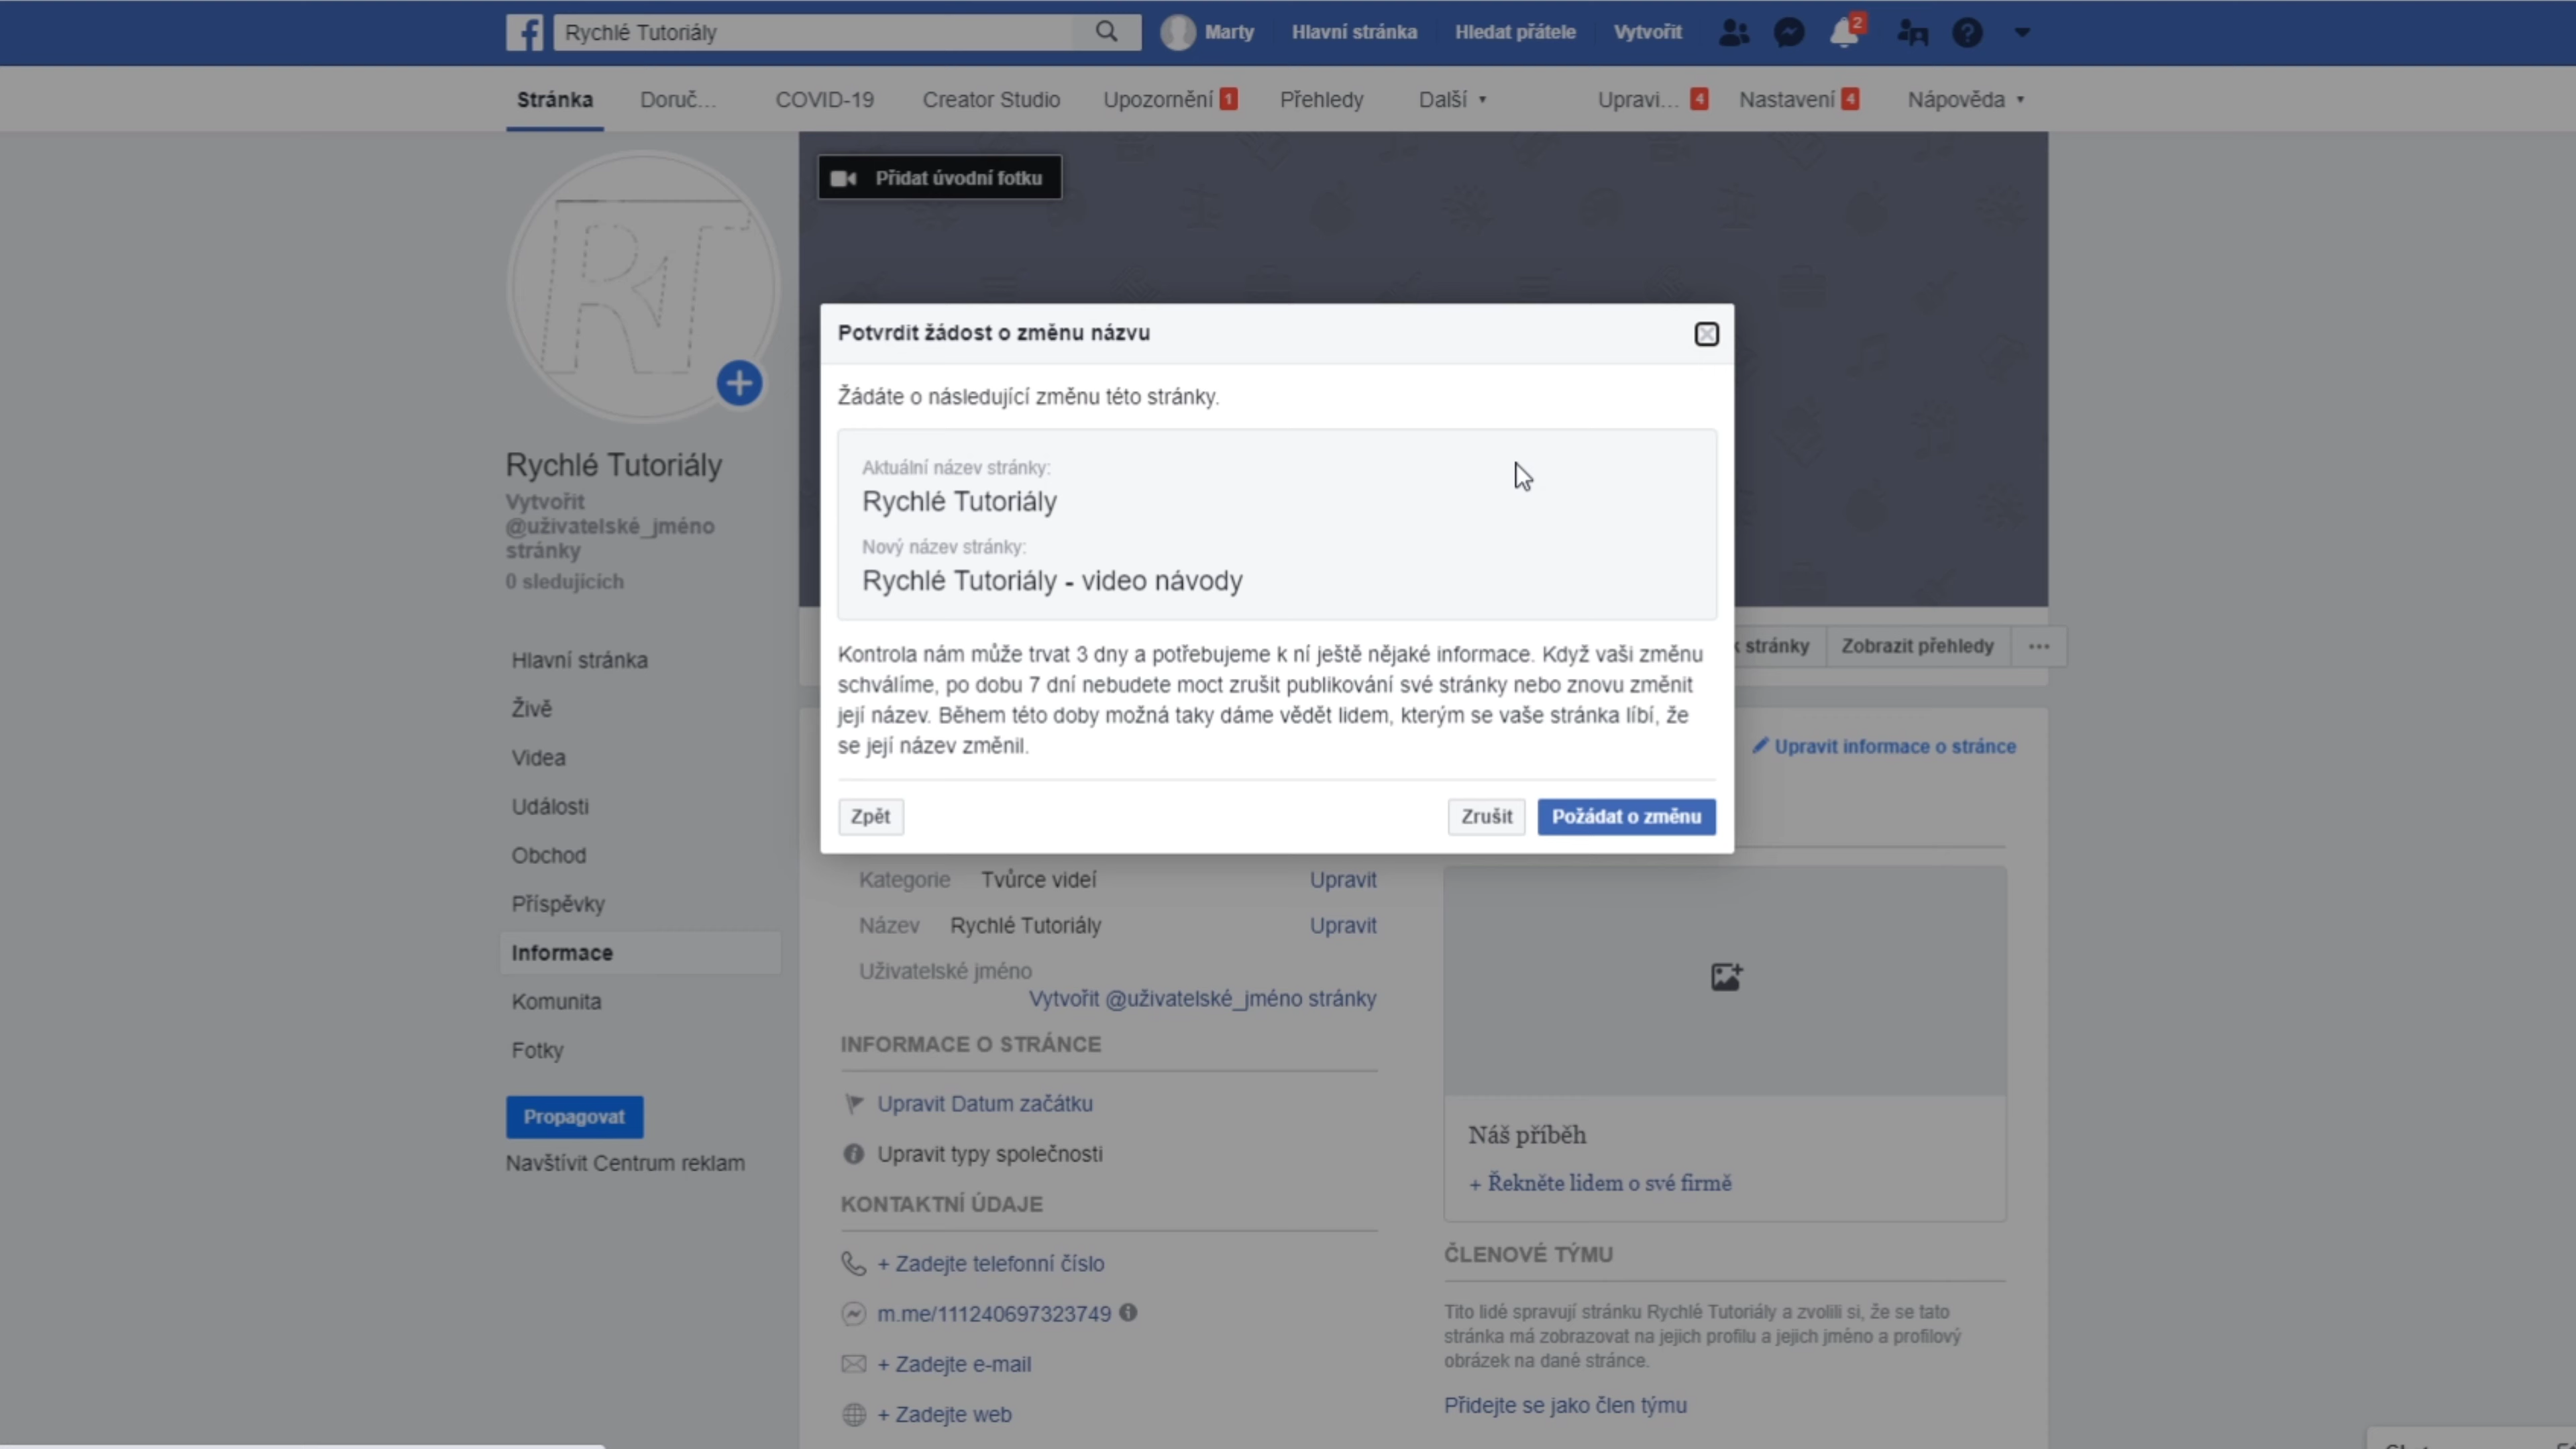 Rychlé Tutoriály
Marty
Hlavní stránka
Hledat přátele
Vytvořit
2
Stránka
Doruč...
COVID-19
Creator Studio
Upozornění 1
Přehledy
Další
Upravi... 4
Nastavení 4
Nápověda
Přidat úvodní fotku
RT
Rychlé Tutoriály
Vytvořit
@uživatelské_jméno
stránky
0 sledujících
Hlavní stránka
Živě
Videa
Události
Obchod
Příspěvky
Informace
Komunita
Fotky
Propagovat
Navštívit Centrum reklam
Potvrdit žádost o změnu názvu
Žádáte o následující změnu této stránky.
Aktuální název stránky:
Rychlé Tutoriály
Nový název stránky:
Rychlé Tutoriály - video návody
Kontrola nám může trvat 3 dny a potřebujeme k ní ještě nějaké informace. Když vaši změnu
schválíme, po dobu 7 dní nebudete moct zrušit publikování své stránky nebo znovu změnit
její název. Během této doby možná taky dáme vědět lidem, kterým se vaše stránka líbí, že
se její název změnil.
Zpět
Zrušit
Požádat o změnu
stránky
Zobrazit přehledy
Upravit informace o stránce
Kategorie Tvůrce videí Upravit
Název Rychlé Tutoriály Upravit
Uživatelské jméno
Vytvořit @uživatelské_jméno stránky
INFORMACE O STRÁNCE
Upravit Datum začátku
Upravit typy společnosti
KONTAKTNÍ ÚDAJE
+ Zadejte telefonní číslo
m.me/111240697323749
+ Zadejte e-mail
+ Zadejte web
Náš příběh
+ Řekněte lidem o své firmě
ČLENOVÉ TÝMU
Tito lidé spravují stránku Rychlé Tutoriály a zvolili si, že se tato
stránka má zobrazovat na jejich profilu a jejich jméno a profilový
obrázek na dané stránce.
Přidejte se jako člen týmu